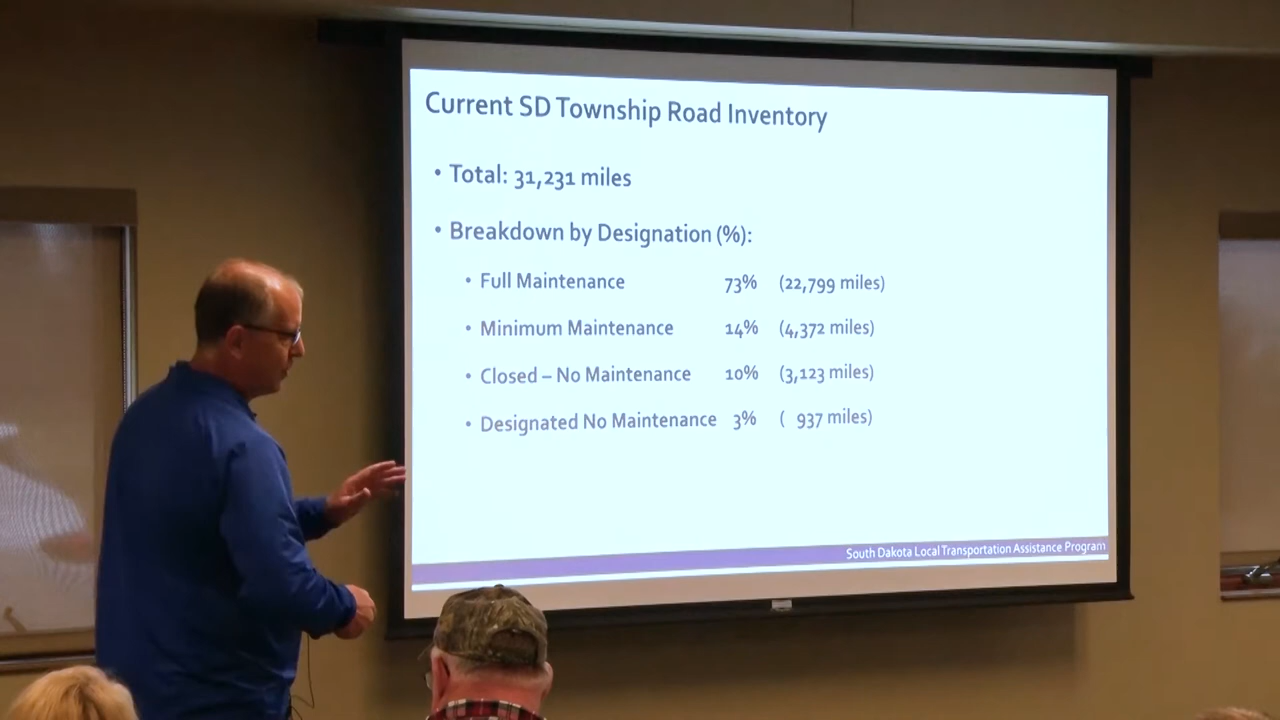 Current SD Township Road Inventory
• Total: 31,231 miles
• Breakdown by Designation (%):
• Full Maintenance 73% (22,799 miles)
• Minimum Maintenance 14% (4,372 miles)
• Closed – No Maintenance 10% (3,123 miles)
• Designated No Maintenance 3% ( 937 miles)
South Dakota Local Transportation Assistance Program